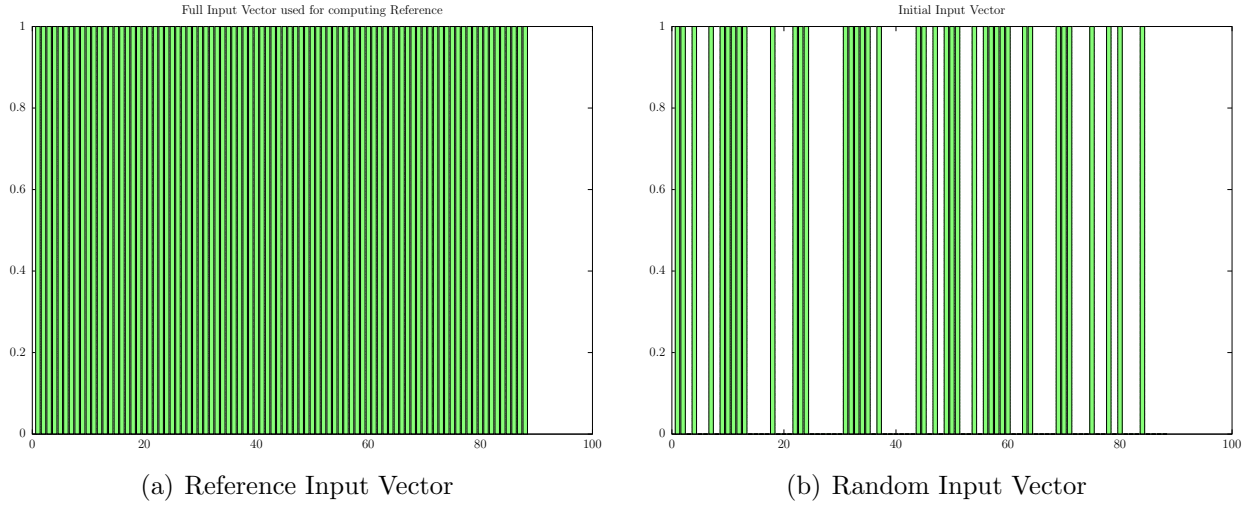 Full Input Vector used for computing Reference
1
0.8
0.6
0.4
0.2
0
0 20 40 60 80 100
(a) Reference Input Vector
Initial Input Vector
1
0.8
0.6
0.4
0.2
0
0 20 40 60 80 100
(b) Random Input Vector